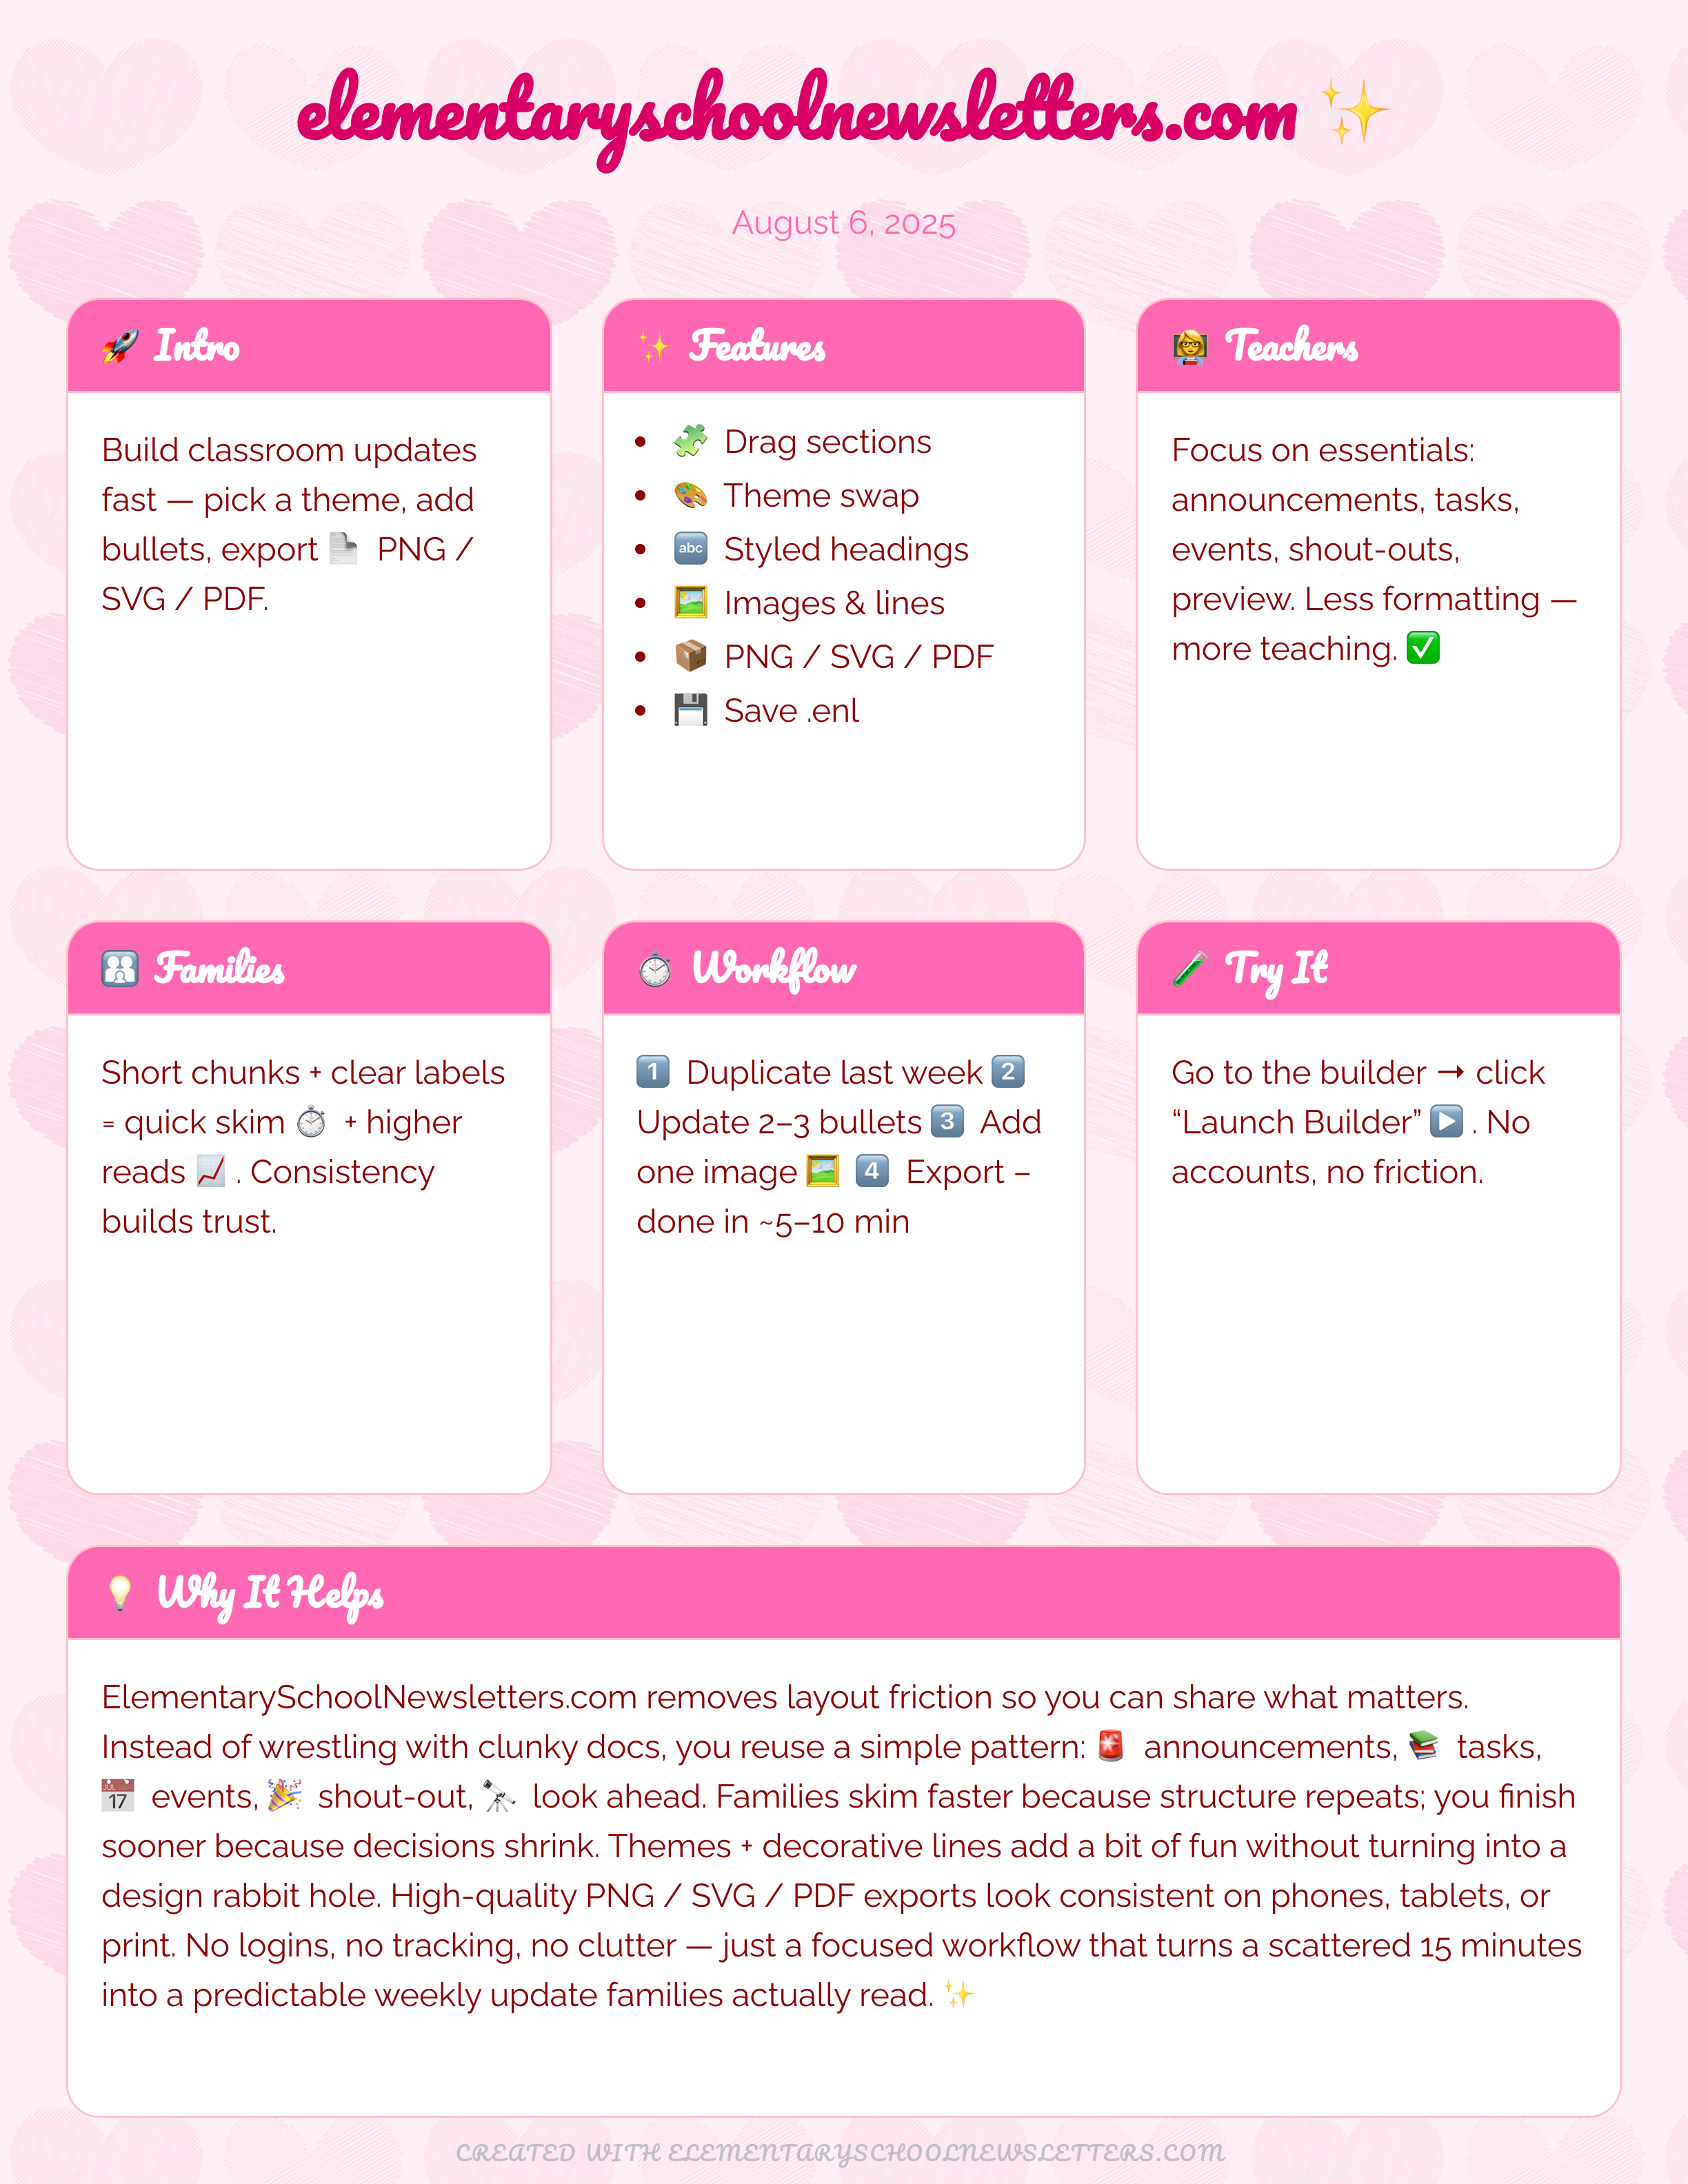 elementaryschoolnewsletters.com ✨
August 6, 2025
🚀 Intro
Build classroom updates
fast — pick a theme, add
bullets, export 📄 PNG /
SVG / PDF.
✨ Features
• 🧩 Drag sections
• 🎨 Theme swap
• 🔤 Styled headings
• 🖼️ Images & lines
• 📦 PNG / SVG / PDF
• 💾 Save .enl
👩‍🏫 Teachers
Focus on essentials:
announcements, tasks,
events, shout-outs,
preview. Less formatting —
more teaching. ✅
👪 Families
Short chunks + clear labels
= quick skim ⏱️ + higher
reads 📈 . Consistency
builds trust.
⏱️ Workflow
1️⃣ Duplicate last week 2️⃣
Update 2–3 bullets 3️⃣ Add
one image 🖼️ 4️⃣ Export –
done in ~5–10 min
🧪 Try It
Go to the builder → click
“Launch Builder” ▶️ . No
accounts, no friction.
💡 Why It Helps
ElementarySchoolNewsletters.com removes layout friction so you can share what matters.
Instead of wrestling with clunky docs, you reuse a simple pattern: 🚨 announcements, 📚 tasks,
📅 events, 🎉 shout-out, 🔭 look ahead. Families skim faster because structure repeats; you finish
sooner because decisions shrink. Themes + decorative lines add a bit of fun without turning into a
design rabbit hole. High-quality PNG / SVG / PDF exports look consistent on phones, tablets, or
print. No logins, no tracking, no clutter — just a focused workflow that turns a scattered 15 minutes
into a predictable weekly update families actually read. ✨
CREATED WITH ELEMENTARYSCHOOLNEWSLETTERS.COM